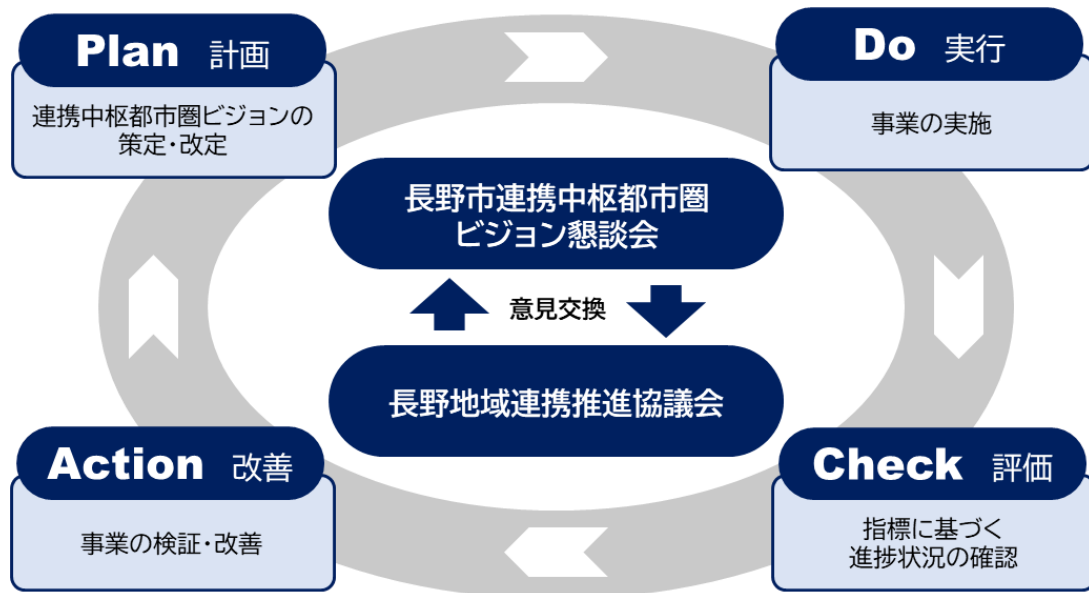 Plan 計画
連携中枢都市圏ビジョンの
策定・改定
Do 実行
事業の実施
長野市連携中枢都市圏
ビジョン懇談会
意見交換
長野地域連携推進協議会
Action 改善
事業の検証・改善
Check 評価
指標に基づく
進捗状況の確認